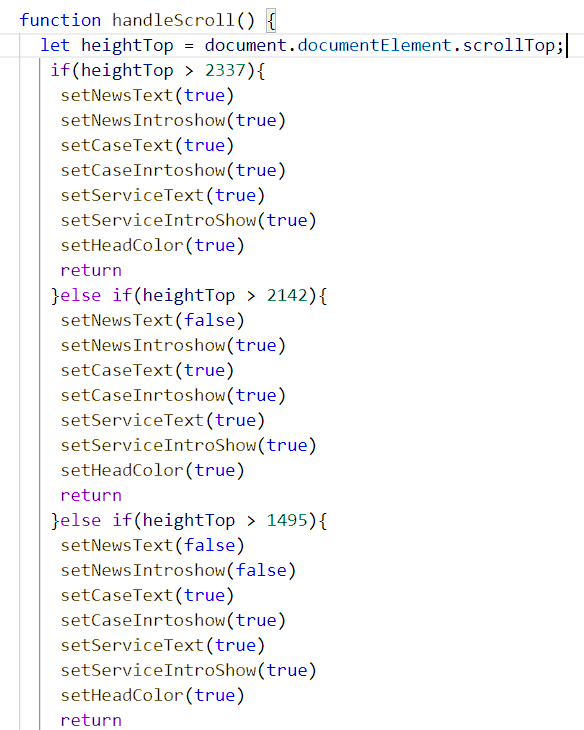 function handleScroll() {
let heightTop = document.documentElement.scrollTop;
if(heightTop > 2337){
setNewsText(true)
setNewsIntroshow(true)
setCaseText(true)
setCaseInrtoshow(true)
setServiceText(true)
setServiceIntroShow(true)
setHeadColor(true)
return
}else if(heightTop > 2142){
setNewsText(false)
setNewsIntroshow(true)
setCaseText(true)
setCaseInrtoshow(true)
setServiceText(true)
setServiceIntroShow(true)
setHeadColor(true)
return
}else if(heightTop > 1495){
setNewsText(false)
setNewsIntroshow(false)
setCaseText(true)
setCaseInrtoshow(true)
setServiceText(true)
setServiceIntroShow(true)
setHeadColor(true)
return